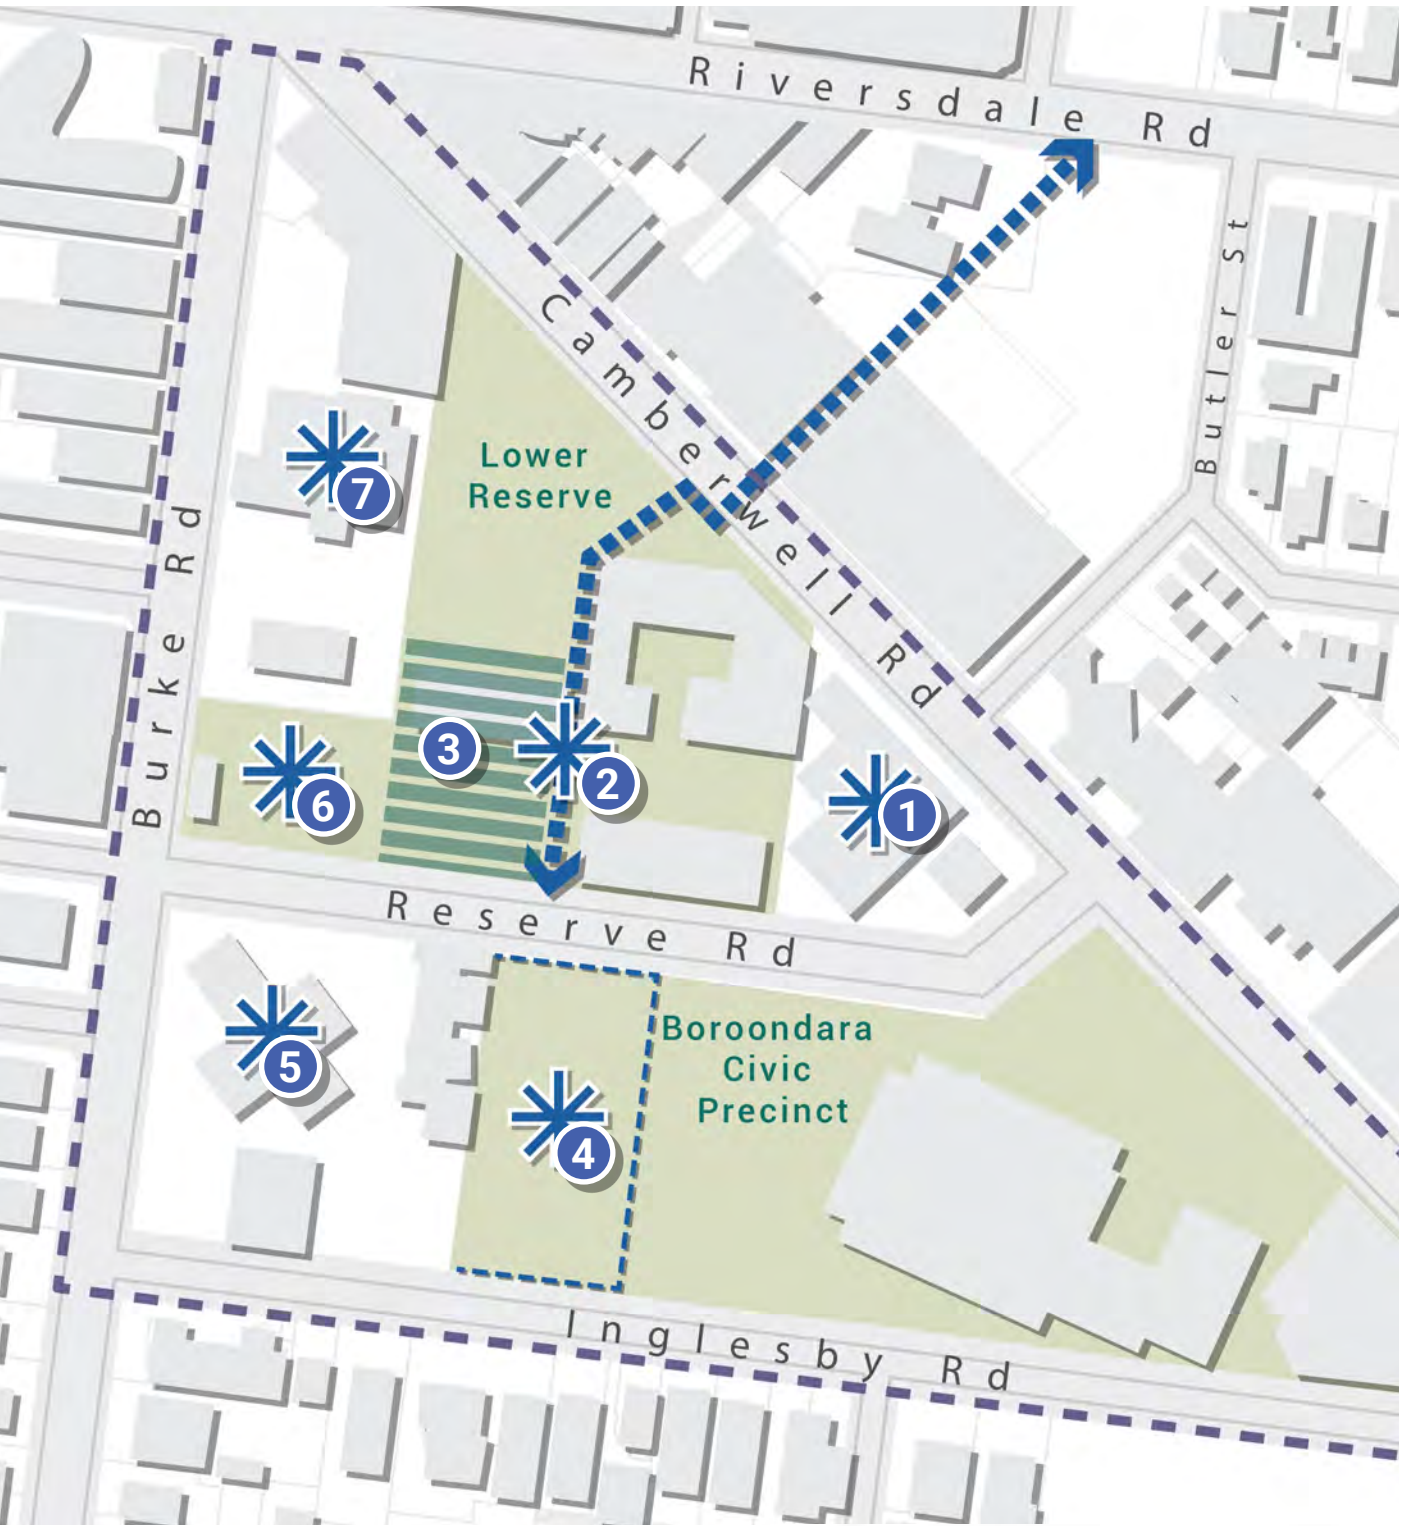 Riversdale Rd
Butler St
Camberwell Rd
Lower
Reserve
7
Burke Rd
3
2
6
1
Reserve Rd
Boroondara
Civic
Precinct
5
4
Inglesby Rd